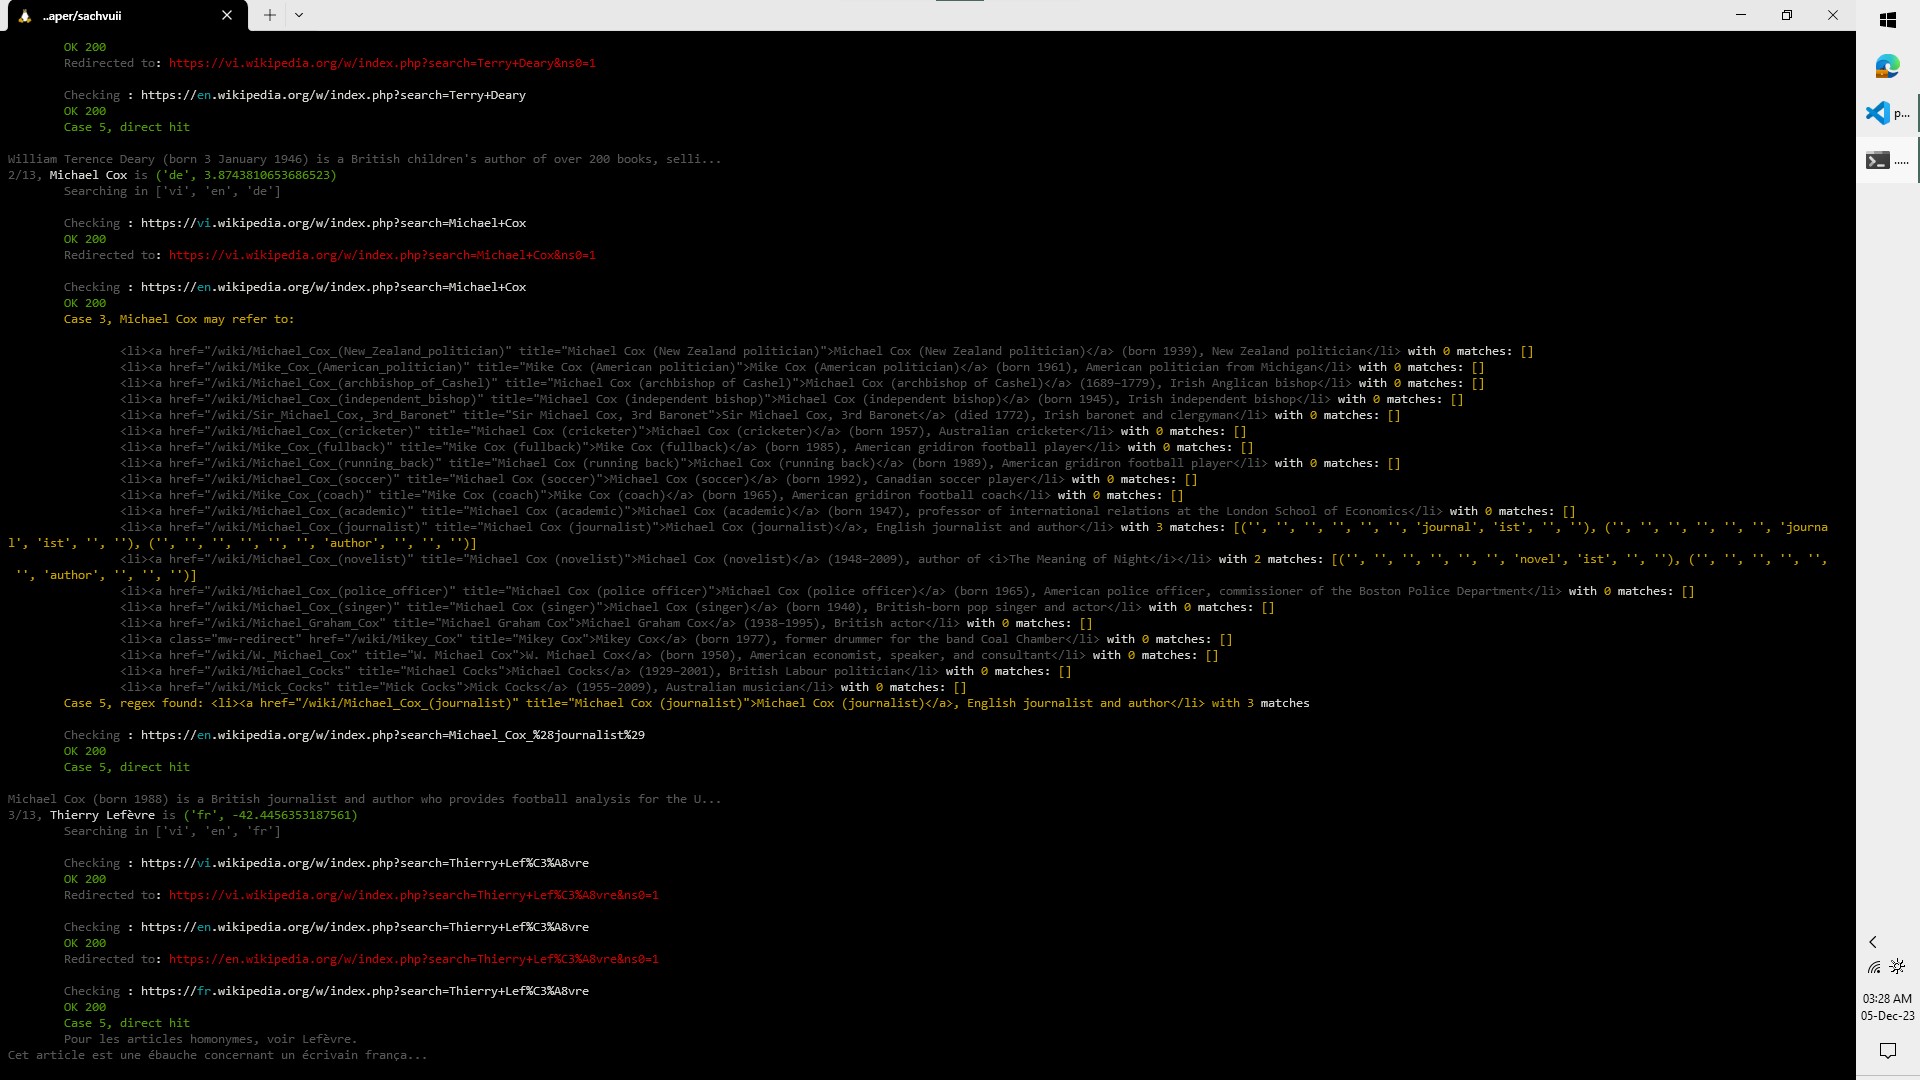 ..aper/sachvuii
OK 200
Redirected to: https://vi.wikipedia.org/w/index.php?search=Terry+Deary&ns0=1
Checking : https://en.wikipedia.org/w/index.php?search=Terry+Deary
OK 200
Case 5, direct hit
William Terence Deary (born 3 January 1946) is a British children's author of over 200 books, selli...
2/13, Michael Cox is ('de', 3.8743810653686523)
Searching in ['vi', 'en', 'de']
Checking : https://vi.wikipedia.org/w/index.php?search=Michael+Cox
OK 200
Redirected to: https://vi.wikipedia.org/w/index.php?search=Michael+Cox&ns0=1
Checking : https://en.wikipedia.org/w/index.php?search=Michael+Cox
OK 200
Case 3, Michael Cox may refer to:
<li><a href="/wiki/Michael_Cox_(New_Zealand_politician)" title="Michael Cox (New Zealand politician)">Michael Cox (New Zealand politician)</a> (born 1939), New Zealand politician</li> with 0 matches: []
<li><a href="/wiki/Mike_Cox_(American_politician)" title="Mike Cox (American politician)">Mike Cox (American politician)</a> (born 1961), American politician from Michigan</li> with 0 matches: []
<li><a href="/wiki/Michael_Cox_(archbishop_of_Cashel)" title="Michael Cox (archbishop of Cashel)">Michael Cox (archbishop of Cashel)</a> (1689–1779), Irish Anglican bishop</li> with 0 matches: []
<li><a href="/wiki/Michael_Cox_(independent_bishop)" title="Michael Cox (independent bishop)">Michael Cox (independent bishop)</a> (born 1945), Irish independent bishop</li> with 0 matches: []
<li><a href="/wiki/Sir_Michael_Cox,_3rd_Baronet" title="Sir Michael Cox, 3rd Baronet">Sir Michael Cox, 3rd Baronet</a> (died 1772), Irish baronet and clergyman</li> with 0 matches: []
<li><a href="/wiki/Michael_Cox_(cricketer)" title="Michael Cox (cricketer)">Michael Cox (cricketer)</a> (born 1957), Australian cricketer</li> with 0 matches: []
<li><a href="/wiki/Mike_Cox_(fullback)" title="Mike Cox (fullback)">Mike Cox (fullback)</a> (born 1985), American gridiron football player</li> with 0 matches: []
<li><a href="/wiki/Michael_Cox_(running_back)" title="Michael Cox (running back)">Michael Cox (running back)</a> (born 1989), American gridiron football player</li> with 0 matches: []
<li><a href="/wiki/Michael_Cox_(soccer)" title="Michael Cox (soccer)">Michael Cox (soccer)</a> (born 1992), Canadian soccer player</li> with 0 matches: []
<li><a href="/wiki/Mike_Cox_(coach)" title="Mike Cox (coach)">Mike Cox (coach)</a> (born 1965), American gridiron football coach</li> with 0 matches: []
<li><a href="/wiki/Michael_Cox_(academic)" title="Michael Cox (academic)">Michael Cox (academic)</a> (born 1947), professor of international relations at the London School of Economics</li> with 0 matches: []
<li><a href="/wiki/Michael_Cox_(journalist)" title="Michael Cox (journalist)">Michael Cox (journalist)</a>, English journalist and author</li> with 3 matches: [('', '', '', '', '', '', 'journal', 'ist', '', ''), ('', '', '', '', '', '', 'journa
l', 'ist', '', ''), ('', '', '', '', '', '', 'author', '', '', '')]
<li><a href="/wiki/Michael_Cox_(novelist)" title="Michael Cox (novelist)">Michael Cox (novelist)</a> (1948–2009), author of <i>The Meaning of Night</i></li> with 2 matches: [('', '', '', '', '', 'novel', 'ist', '', ''), ('', '', '', '', '',
 '', 'author', '', '', '')]
<li><a href="/wiki/Michael_Cox_(police_officer)" title="Michael Cox (police officer)">Michael Cox (police officer)</a> (born 1965), American police officer, commissioner of the Boston Police Department</li> with 0 matches: []
<li><a href="/wiki/Michael_Cox_(singer)" title="Michael Cox (singer)">Michael Cox (singer)</a> (born 1940), British-born pop singer and actor</li> with 0 matches: []
<li><a href="/wiki/Michael_Graham_Cox" title="Michael Graham Cox">Michael Graham Cox</a> (1938–1995), British actor</li> with 0 matches: []
<li><a class="mw-redirect" href="/wiki/Mikey_Cox" title="Mikey Cox">Mikey Cox</a> (born 1977), former drummer for the band Coal Chamber</li> with 0 matches: []
<li><a href="/wiki/W._Michael_Cox" title="W. Michael Cox">W. Michael Cox</a> (born 1950), American economist, speaker, and consultant</li> with 0 matches: []
<li><a href="/wiki/Michael_Cocks" title="Michael Cocks">Michael Cocks</a> (1929–2001), British Labour politician</li> with 0 matches: []
<li><a href="/wiki/Mick_Cocks" title="Mick Cocks">Mick Cocks</a> (1955–2009), Australian musician</li> with 0 matches: []
Case 5, regex found: <li><a href="/wiki/Michael_Cox_(journalist)" title="Michael Cox (journalist)">Michael Cox (journalist)</a>, English journalist and author</li> with 3 matches
Checking : https://en.wikipedia.org/w/index.php?search=Michael_Cox_%28journalist%29
OK 200
Case 5, direct hit
Michael Cox (born 1988) is a British journalist and author who provides football analysis for the U...
3/13, Thierry Lefèvre is ('fr', -42.4456353187561)
Searching in ['vi', 'en', 'fr']
Checking : https://vi.wikipedia.org/w/index.php?search=Thierry+Lef%C3%A8vre
OK 200
Redirected to: https://vi.wikipedia.org/w/index.php?search=Thierry+Lef%C3%A8vre&ns0=1
Checking : https://en.wikipedia.org/w/index.php?search=Thierry+Lef%C3%A8vre
OK 200
Redirected to: https://en.wikipedia.org/w/index.php?search=Thierry+Lef%C3%A8vre&ns0=1
Checking : https://fr.wikipedia.org/w/index.php?search=Thierry+Lef%C3%A8vre
OK 200
Case 5, direct hit
Pour les articles homonymes, voir Lefèvre.
Cet article est une ébauche concernant un écrivain frança...
p...
.....
03:28 AM
05-Dec-23